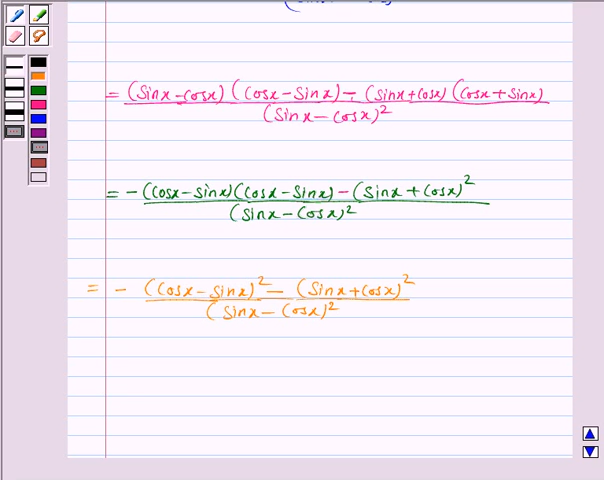 = (Sinx-Cosx) (Cosx-Sinx) - (Sinx+Cosx) (Cosx+Sinx)
(Sinx-Cosx)²
= -(Cosx-Sinx)(Cosx-Sinx) - (Sinx+Cosx)²
(Sinx-Cosx)²
= - (Cosx-Sinx)² - (Sinx+Cosx)²
(Sinx-Cosx)²